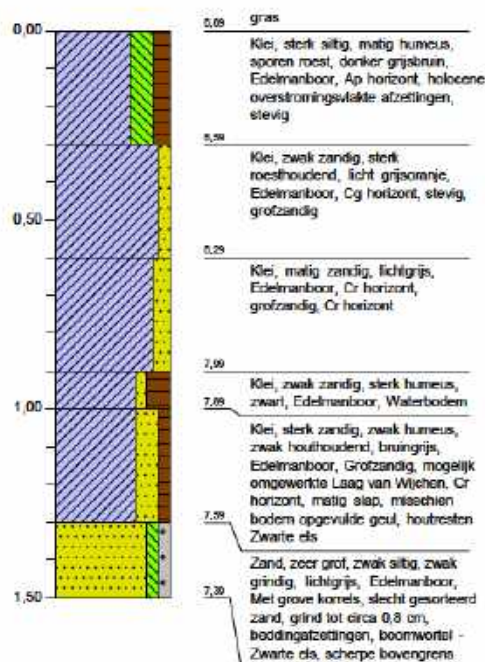 0,00
0,50
1,00
1,50
gras
Klei, sterk siltig, matig humeus,
sporen roest, donker grijsbruin,
Edelmanboor, Ap horizont, holocene
overstromingsvlakte afzettingen,
stevig
Klei, zwak zandig, sterk
roesthoudend, licht grijsoranje,
Edelmanboor, Cg horizont, stevig,
grofzandig
8,29
Klei, matig zandig, lichtgrijs,
Edelmanboor, Cr horizont,
grofzandig, Cr horizont
7,99
Klei, zwak zandig, sterk humeus,
zwart, Edelmanboor, Waterbodem
7,89
Klei, sterk zandig, zwak humeus,
zwak houthoudend, bruingrijs,
Edelmanboor, Grofzandig, mogelijk
omgewerkte Laag van Wijchen, Cr
horizont, matig slap, misschien
bodem opgevulde geul, houtresten
Zwarte els
7,59
Zand, zeer grof, zwak siltig, zwak
grindig, lichtgrijs, Edelmanboor,
Met grove korrels, slecht gesorteerd
zand, grind tot circa 0,8 cm,
beddingafzettingen, boomwortel -
Zwarte els, scherpe bovengrens
7,39